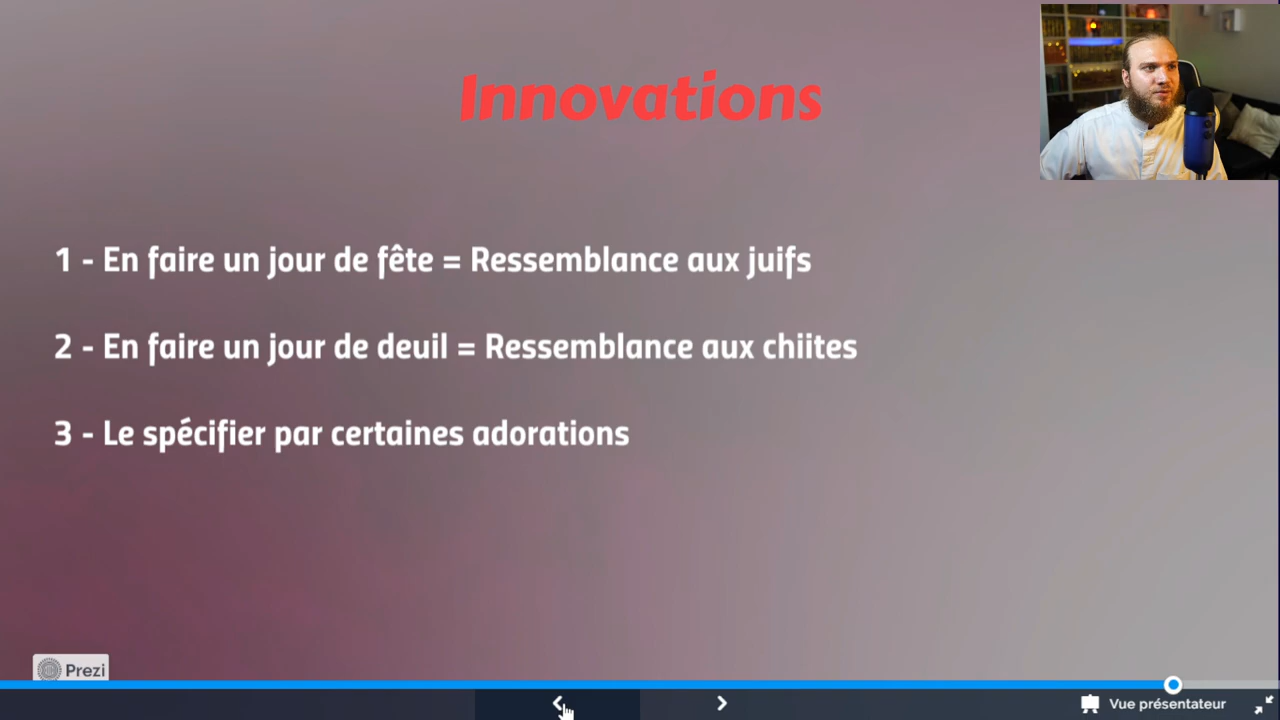 Innovations
1 - En faire un jour de fête = Ressemblance aux juifs
2 - En faire un jour de deuil = Ressemblance aux chiites
3 - Le spécifier par certaines adorations
Prezi
Vue présentateur